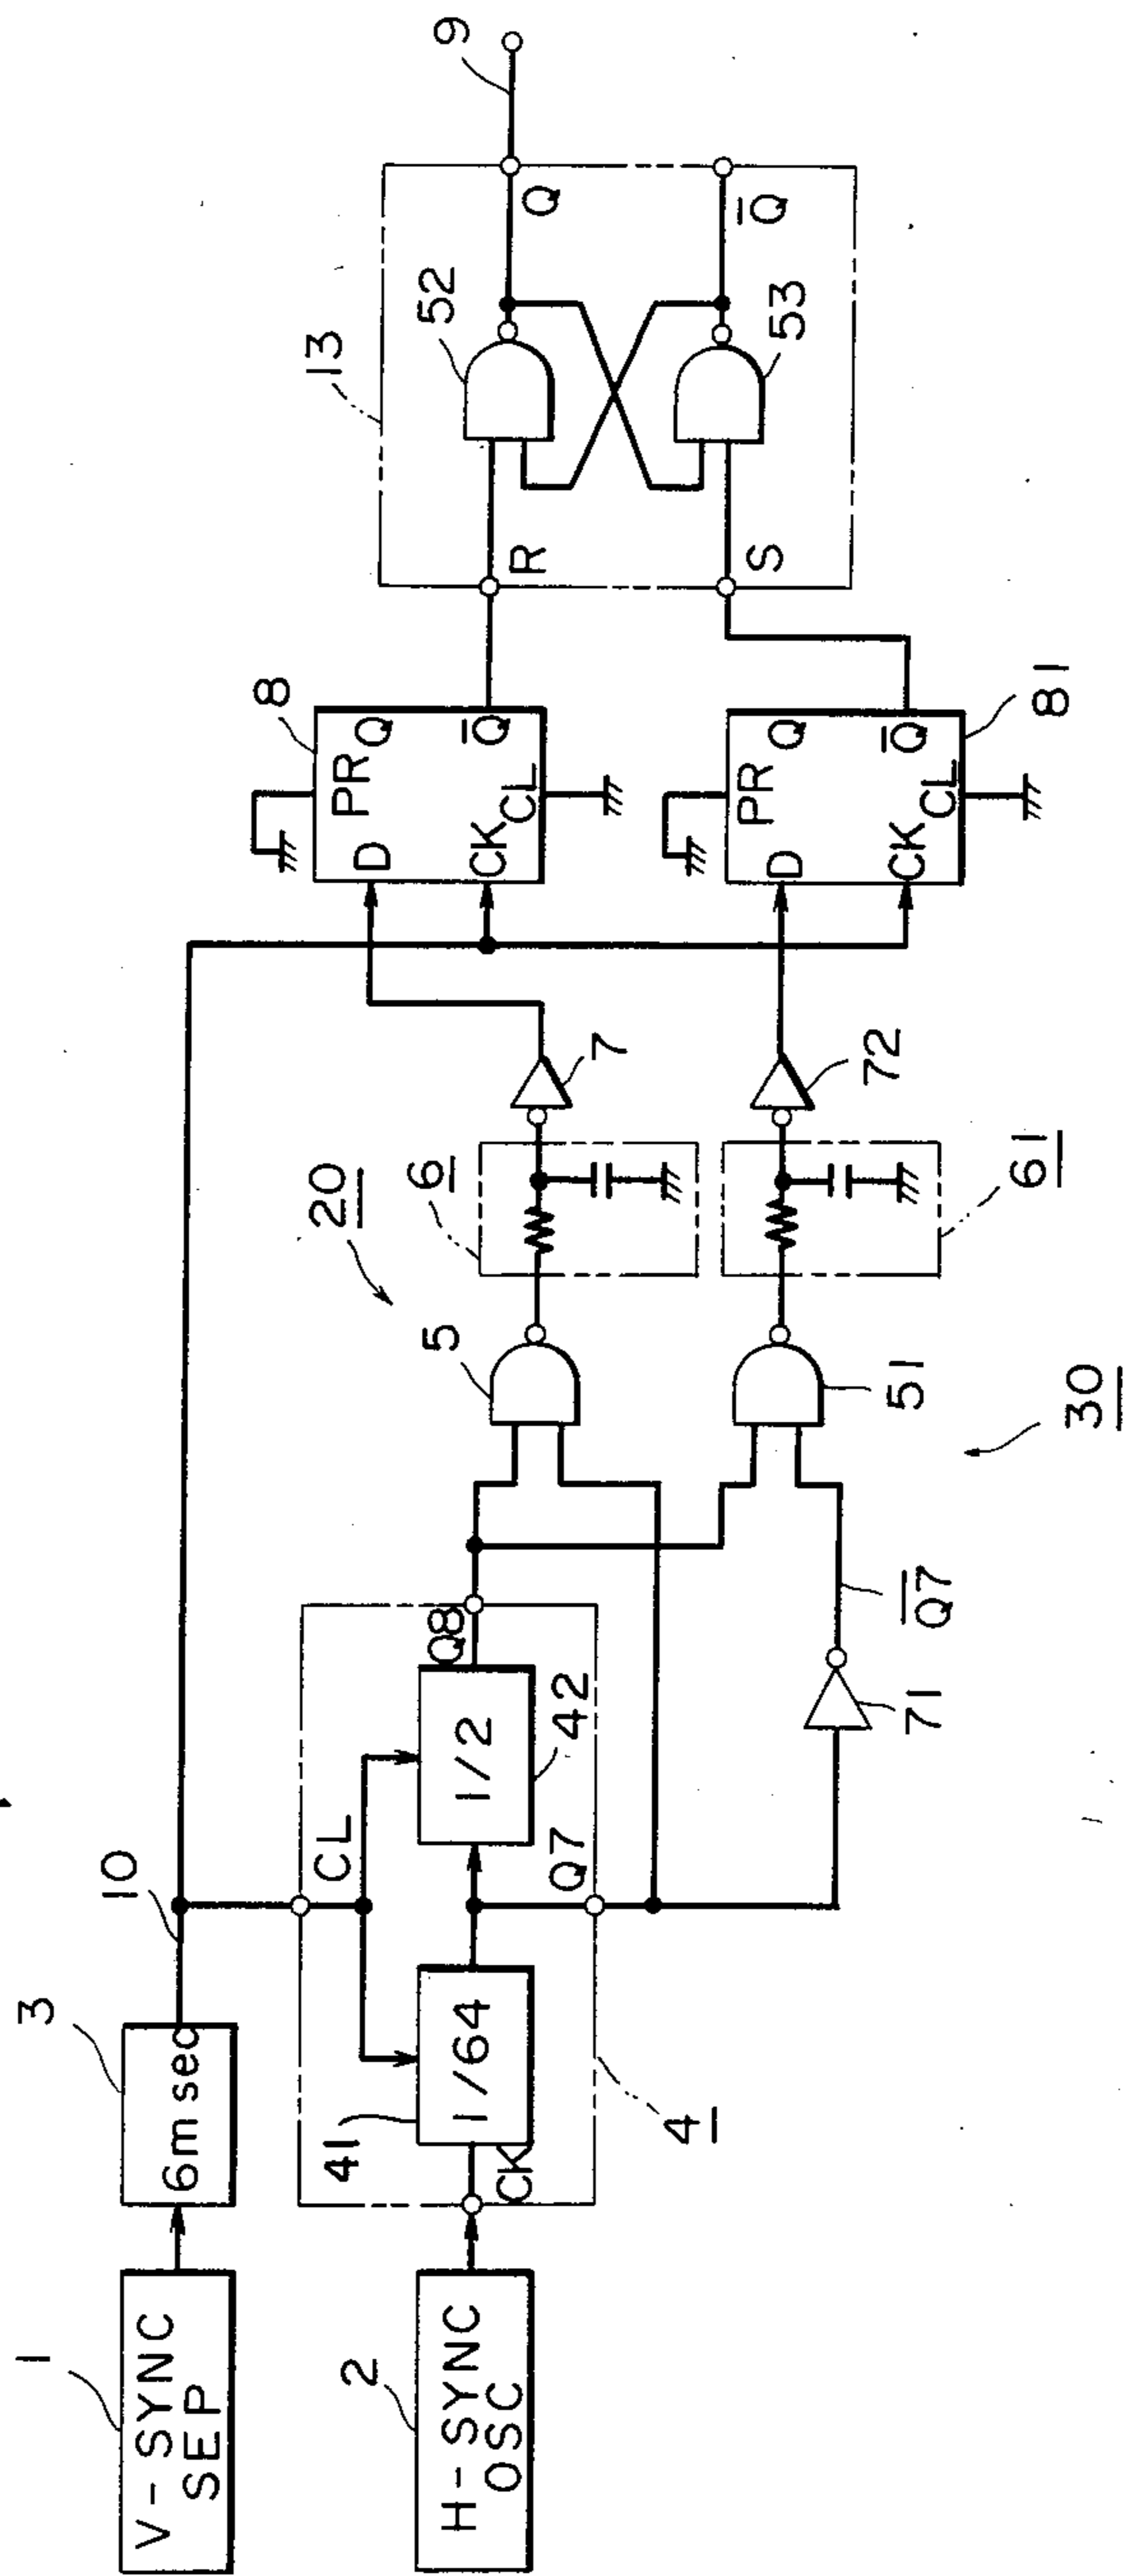 1
V-SYNC
SEP
3
6m sec
10
2
H-SYNC
OSC
CK
41
1/64
CL
1/2
42
Q8
Q7
4
71
Q̅7
5
51
20
30
6
61
7
72
8
D
PR
Q
CK
Q̅
CL
D
PR
Q
CK
Q̅
CL
81
13
R
S
52
53
Q
Q̅
9